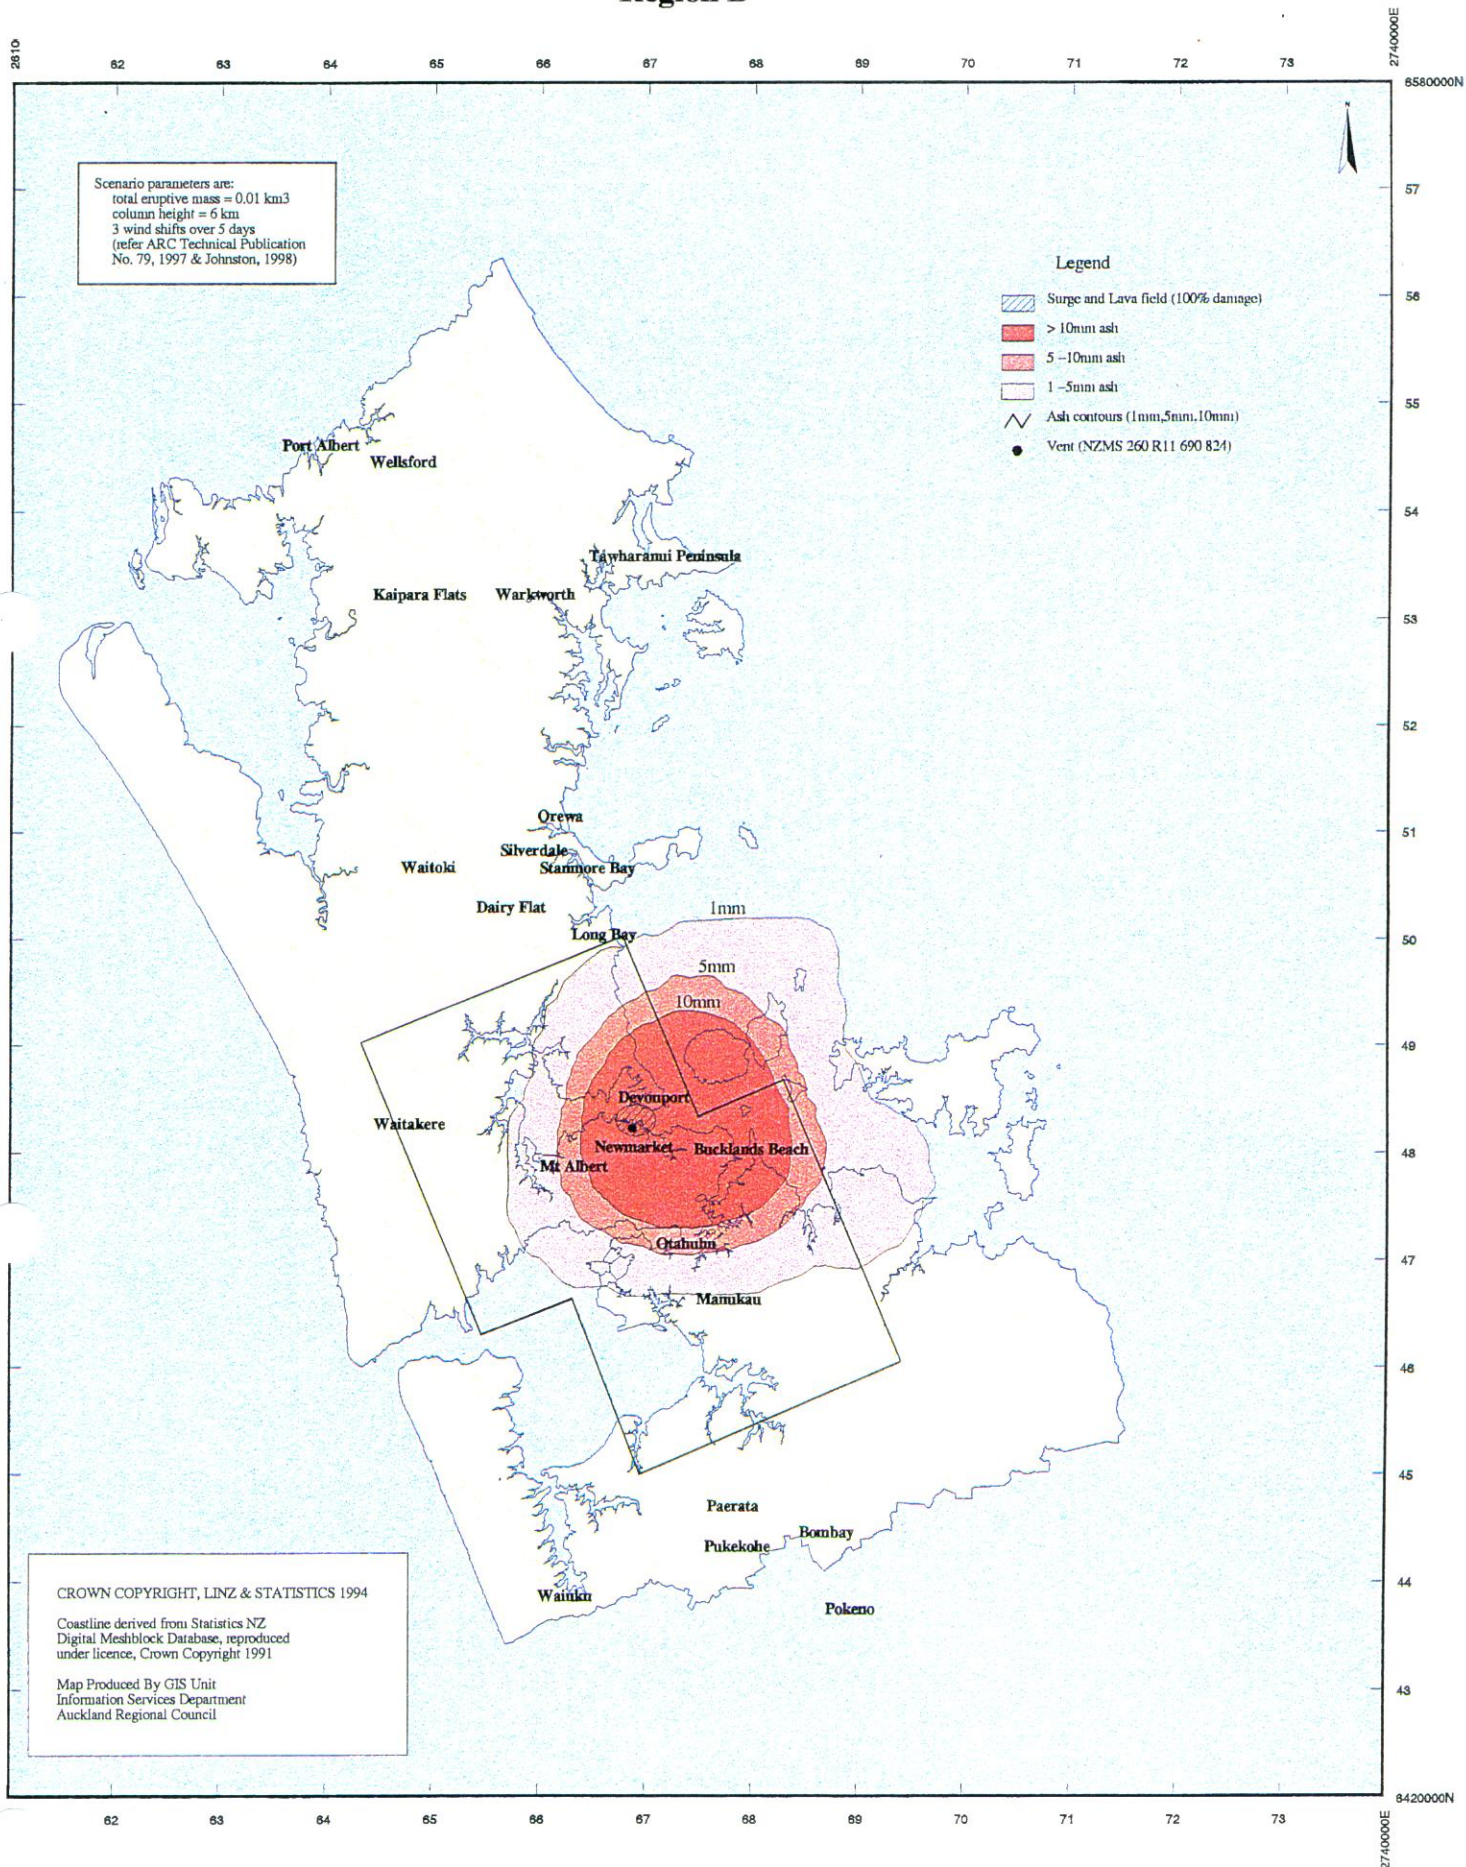 2610
62
63
64
65
66
67
68
69
70
71
72
73
2740000E
6580000N
Scenario parameters are:
total eruptive mass = 0.01 km3
column height = 6 km
3 wind shifts over 5 days
(refer ARC Technical Publication
No. 79, 1997 & Johnston, 1998)
N
57
Legend
Surge and Lava field (100% damage)
56
> 10mm ash
5 -10mm ash
1 -5mm ash
55
Ash contours (1mm,5mm,10mm)
Vent (NZMS 260 R11 690 824)
Port Albert
Wellsford
54
Tawharanui Peninsula
Kaipara Flats
Warkworth
53
52
Orewa
51
Silverdale
Waitoki
Stanmore Bay
Dairy Flat
1mm
Long Bay
50
5mm
10mm
49
Devonport
Waitakere
Newmarket
Bucklands Beach
48
Mt Albert
Otahuhu
47
Manukau
46
45
Paerata
Bombay
Pukekohe
44
Waiuku
Pokeno
CROWN COPYRIGHT, LINZ & STATISTICS 1994
Coastline derived from Statistics NZ
Digital Meshblock Database, reproduced
under licence, Crown Copyright 1991
Map Produced By GIS Unit
Information Services Department
Auckland Regional Council
43
6420000N
62
63
64
65
66
67
68
69
70
71
72
73
2740000E